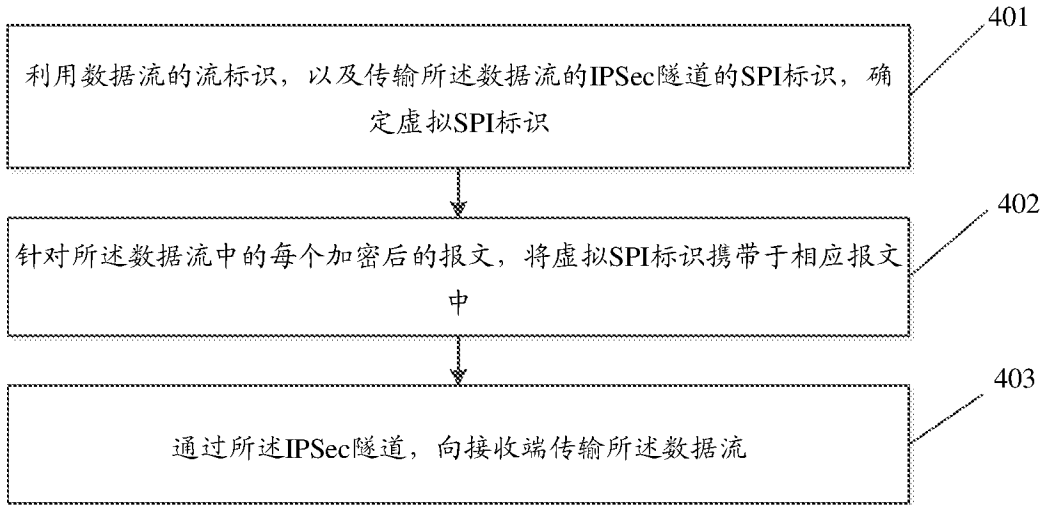 401
利用数据流的流标识，以及传输所述数据流的IPSec隧道的SPI标识，确
定虚拟SPI标识
402
针对所述数据流中的每个加密后的报文，将虚拟SPI标识携带于相应报文
中
403
通过所述IPSec隧道，向接收端传输所述数据流